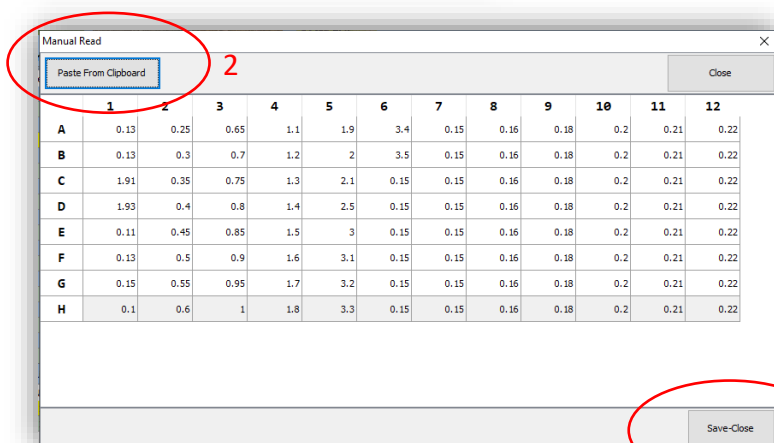 Manual Read
Paste From Clipboard 2 Close
1 2 3 4 5 6 7 8 9 10 11 12
A 0.13 0.25 0.65 1.1 1.9 3.4 0.15 0.16 0.18 0.2 0.21 0.22
B 0.13 0.3 0.7 1.2 2 3.5 0.15 0.16 0.18 0.2 0.21 0.22
C 1.91 0.35 0.75 1.3 2.1 0.15 0.15 0.16 0.18 0.2 0.21 0.22
D 1.93 0.4 0.8 1.4 2.5 0.15 0.15 0.16 0.18 0.2 0.21 0.22
E 0.11 0.45 0.85 1.5 3 0.15 0.15 0.16 0.18 0.2 0.21 0.22
F 0.13 0.5 0.9 1.6 3.1 0.15 0.15 0.16 0.18 0.2 0.21 0.22
G 0.15 0.55 0.95 1.7 3.2 0.15 0.15 0.16 0.18 0.2 0.21 0.22
H 0.1 0.6 1 1.8 3.3 0.15 0.15 0.16 0.18 0.2 0.21 0.22
Save-Close